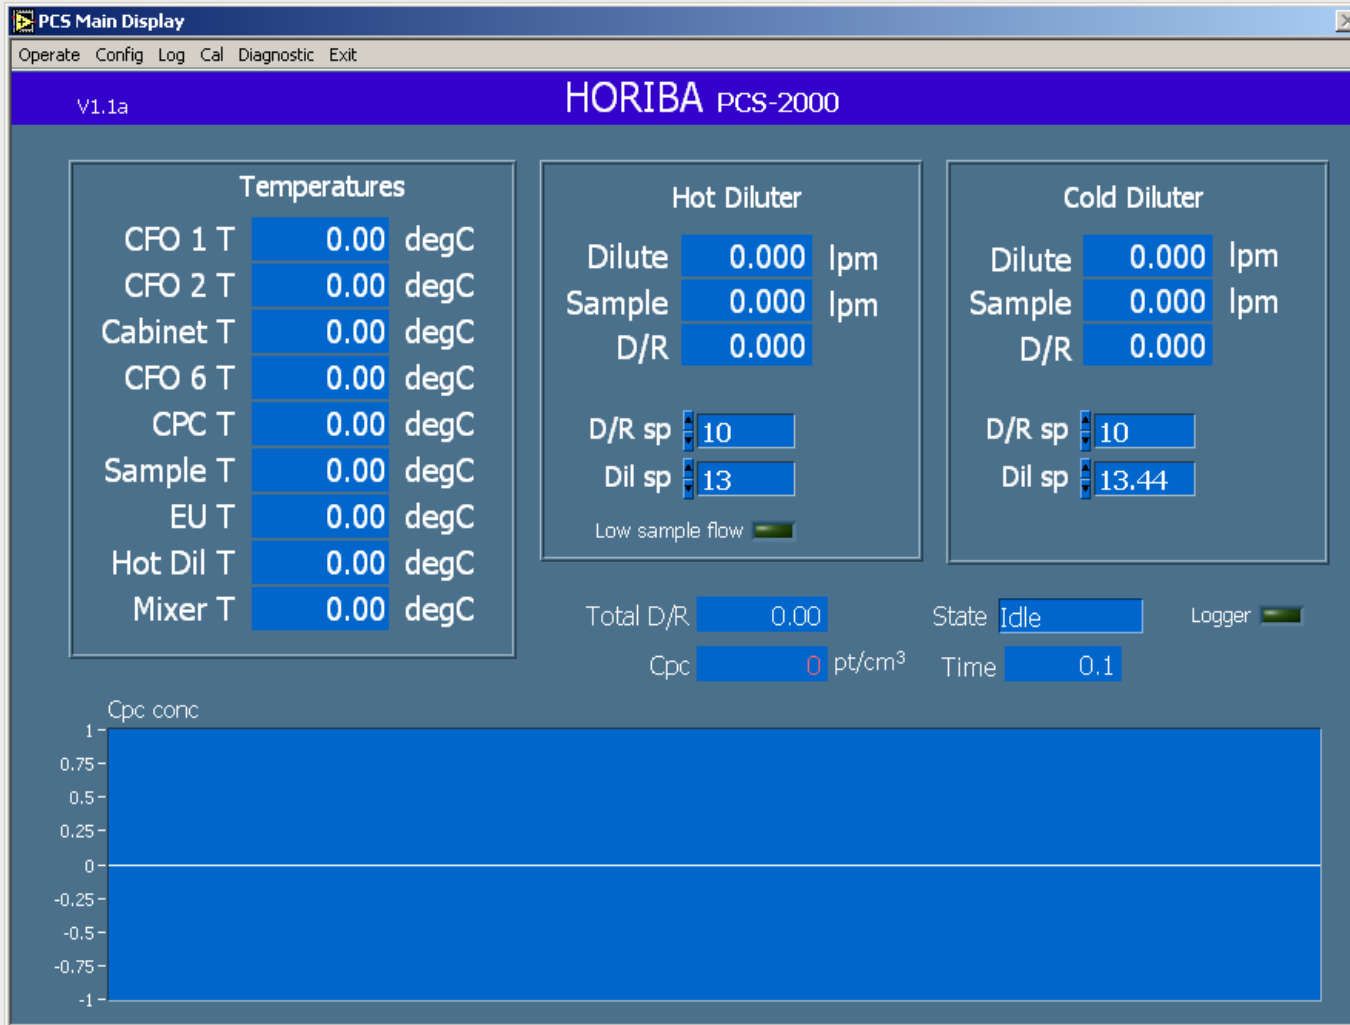 PCS Main Display
Operate Config Log Cal Diagnostic Exit
V1.1a
HORIBA PCS-2000
Temperatures
CFO 1 T 0.00 degC
CFO 2 T 0.00 degC
Cabinet T 0.00 degC
CFO 6 T 0.00 degC
CPC T 0.00 degC
Sample T 0.00 degC
EU T 0.00 degC
Hot Dil T 0.00 degC
Mixer T 0.00 degC
Hot Diluter
Dilute 0.000 lpm
Sample 0.000 lpm
D/R 0.000
D/R sp 10
Dil sp 13
Low sample flow
Cold Diluter
Dilute 0.000 lpm
Sample 0.000 lpm
D/R 0.000
D/R sp 10
Dil sp 13.44
Total D/R 0.00
State Idle
Logger
Cpc 0 pt/cm³
Time 0.1
Cpc conc
1
0.75
0.5
0.25
0
-0.25
-0.5
-0.75
-1